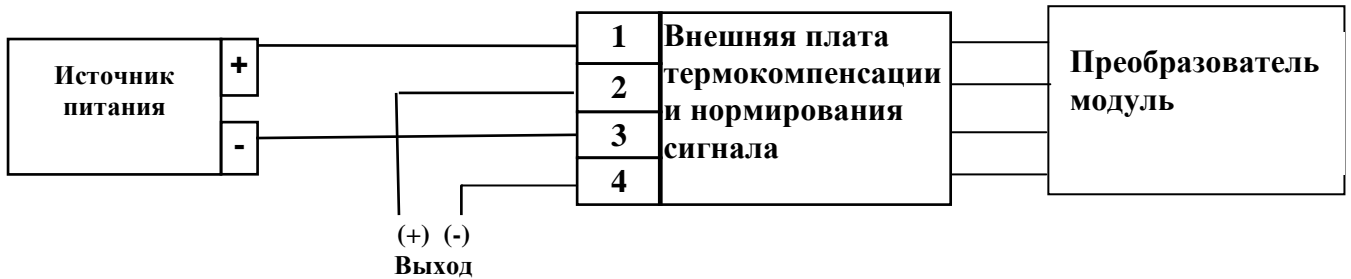 Источник
питания
+
-
1
2
3
4
Внешняя плата
термокомпенсации
и нормирования
сигнала
Преобразователь
модуль
(+) (-)
Выход